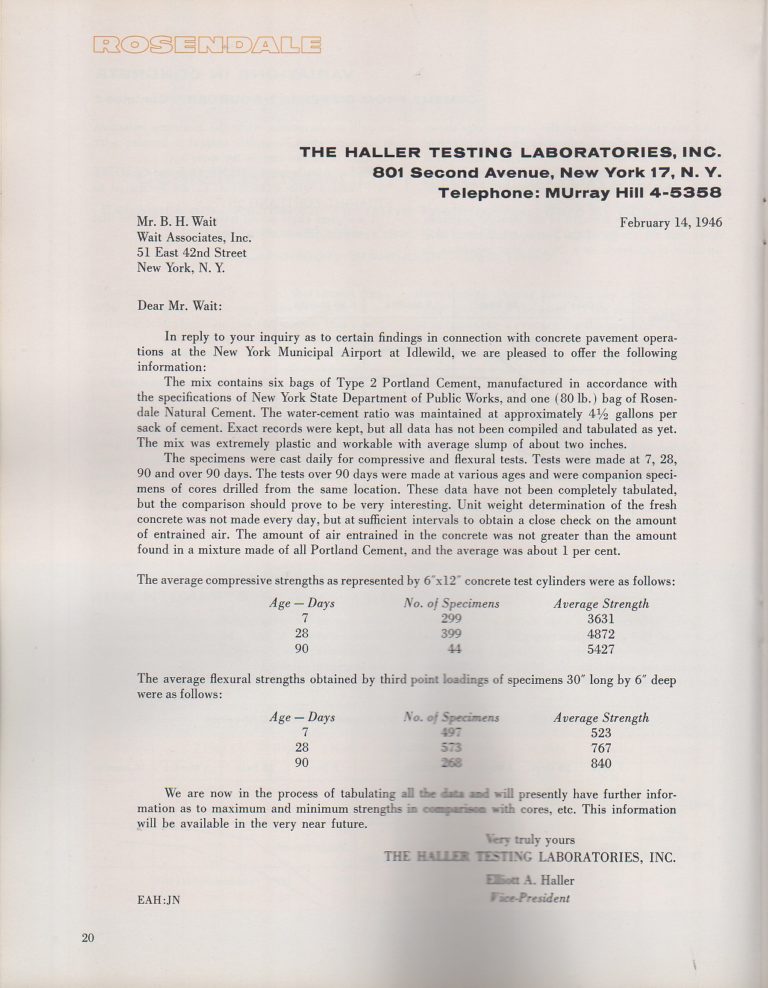 ROSENDALE
THE HALLER TESTING LABORATORIES, INC.
801 Second Avenue, New York 17, N. Y.
Telephone: MUrray Hill 4-5358
Mr. B. H. Wait
February 14, 1946
Wait Associates, Inc.
51 East 42nd Street
New York, N. Y.
Dear Mr. Wait:
In reply to your inquiry as to certain findings in connection with concrete pavement opera-
tions at the New York Municipal Airport at Idlewild, we are pleased to offer the following
information:
The mix contains six bags of Type 2 Portland Cement, manufactured in accordance with
the specifications of New York State Department of Public Works, and one (80 lb.) bag of Rosen-
dale Natural Cement. The water-cement ratio was maintained at approximately 4½ gallons per
sack of cement. Exact records were kept, but all data has not been compiled and tabulated as yet.
The mix was extremely plastic and workable with average slump of about two inches.
The specimens were cast daily for compressive and flexural tests. Tests were made at 7, 28,
90 and over 90 days. The tests over 90 days were made at various ages and were companion speci-
mens of cores drilled from the same location. These data have not been completely tabulated,
but the comparison should prove to be very interesting. Unit weight determination of the fresh
concrete was not made every day, but at sufficient intervals to obtain a close check on the amount
of entrained air. The amount of air entrained in the concrete was not greater than the amount
found in a mixture made of all Portland Cement, and the average was about 1 per cent.
The average compressive strengths as represented by 6″x12″ concrete test cylinders were as follows:
Age — Days No. of Specimens Average Strength
7 299 3631
28 399 4872
90 44 5427
The average flexural strengths obtained by third point loadings of specimens 30″ long by 6″ deep
were as follows:
Age — Days No. of Specimens Average Strength
7 497 523
28 573 767
90 268 840
We are now in the process of tabulating all the data and will presently have further infor-
mation as to maximum and minimum strengths in comparison with cores, etc. This information
will be available in the very near future.
Very truly yours
THE HALLER TESTING LABORATORIES, INC.
Elliott A. Haller
Vice-President
EAH:JN
20